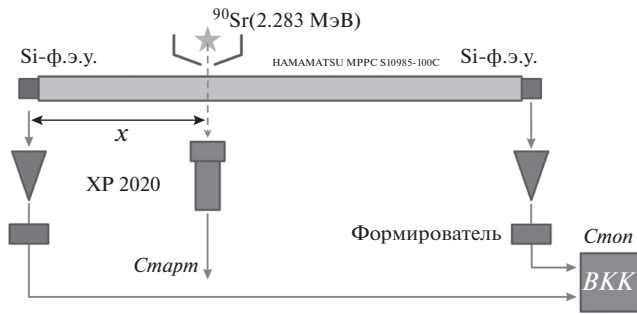 ⁹⁰Sr(2.283 МэВ)
Si-ф.э.у.
HAMAMATSU MPPC S10985-100C
Si-ф.э.у.
x
XP 2020
Формирователь
Стоп
Старт
ВКК